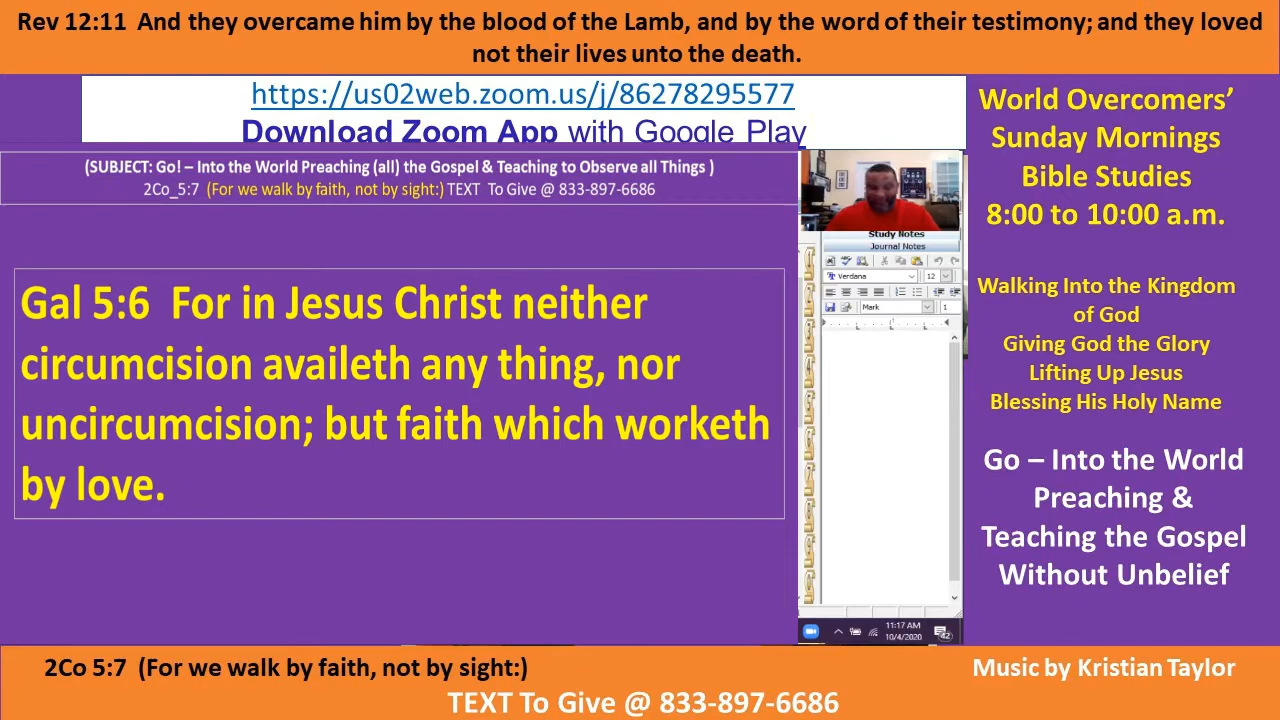 Rev 12:11 And they overcame him by the blood of the Lamb, and by the word of their testimony; and they loved
not their lives unto the death.
https://us02web.zoom.us/j/86278295577
Download Zoom App with Google Play
(SUBJECT: Go! – Into the World Preaching (all) the Gospel & Teaching to Observe all Things )
2Co_5:7 (For we walk by faith, not by sight:) TEXT To Give @ 833-897-6686
Gal 5:6 For in Jesus Christ neither
circumcision availeth any thing, nor
uncircumcision; but faith which worketh
by love.
Study Notes
Journal Notes
Verdana 12
Mark 1
11:17 AM
10/4/2020
42
World Overcomers’
Sunday Mornings
Bible Studies
8:00 to 10:00 a.m.
Walking Into the Kingdom
of God
Giving God the Glory
Lifting Up Jesus
Blessing His Holy Name
Go – Into the World
Preaching &
Teaching the Gospel
Without Unbelief
2Co 5:7 (For we walk by faith, not by sight:)
Music by Kristian Taylor
TEXT To Give @ 833-897-6686